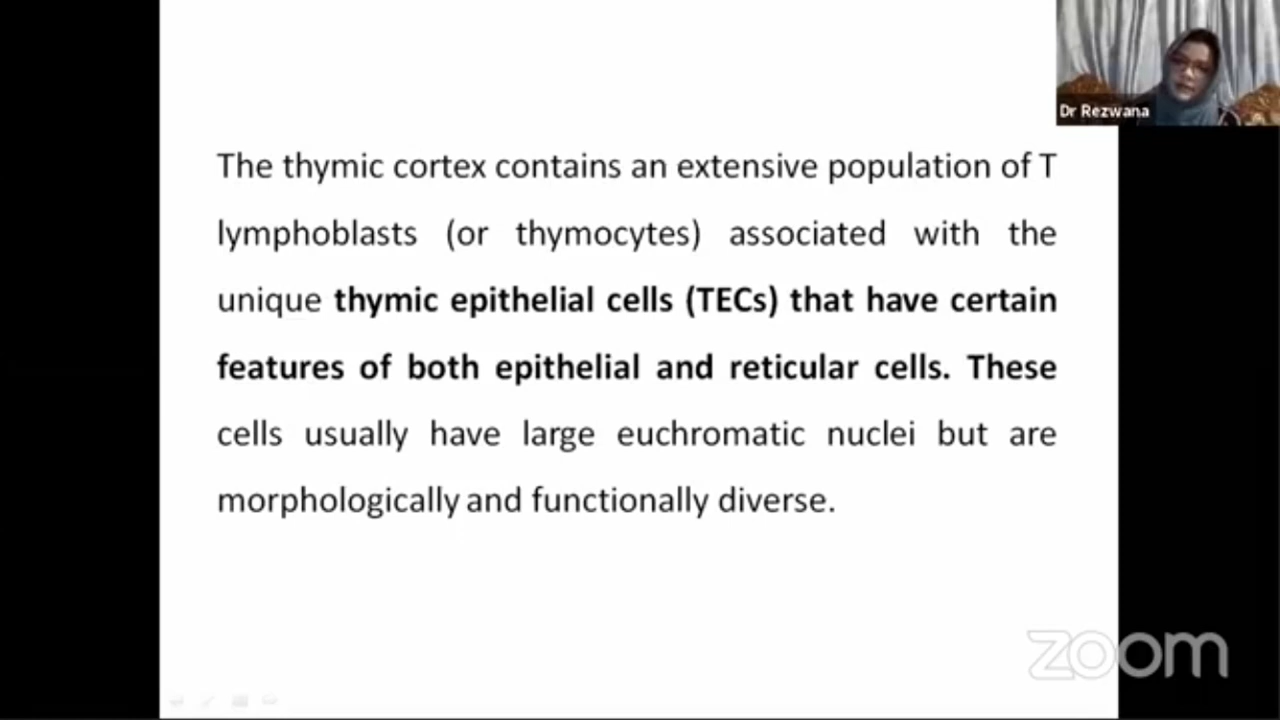 Dr Rezwana
The thymic cortex contains an extensive population of T
lymphoblasts (or thymocytes) associated with the
unique thymic epithelial cells (TECs) that have certain
features of both epithelial and reticular cells. These
cells usually have large euchromatic nuclei but are
morphologically and functionally diverse.
zoom